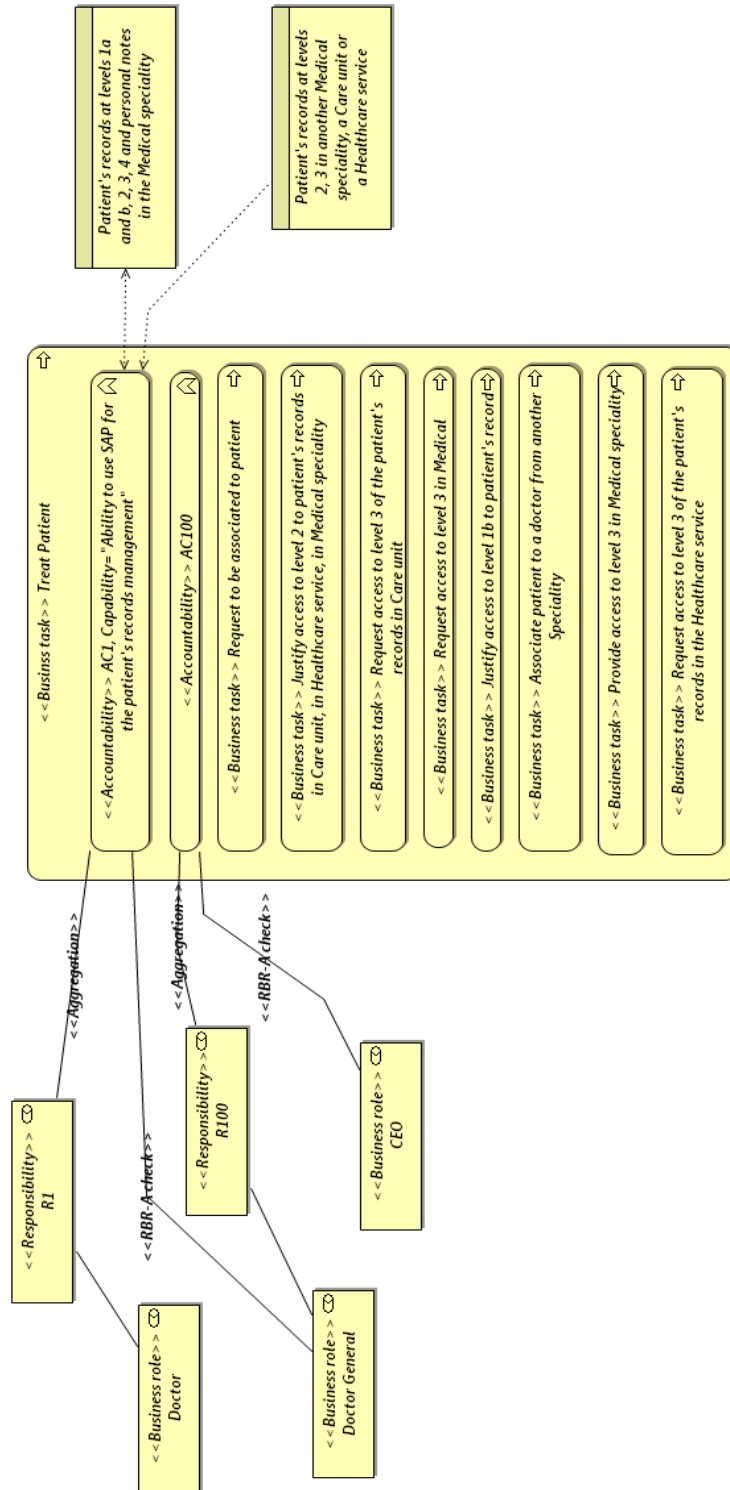 Patient's records at levels 1a
and b, 2, 3, 4 and personal notes
in the Medical speciality
Patient's records at levels
2, 3 in another Medical
speciality, a Care unit or
a Healthcare service
<<Businss task>> Treat Patient
<<Accountability>> AC1, Capability="Ability to use SAP for
the patient's records management"
<<Accountability>> AC100
<<Business task>> Request to be associated to patient
<<Business task>> Justify access to level 2 to patient's records
in Care unit, in Healthcare service, in Medical speciality
<<Business task>> Request access to level 3 of the patient's
records in Care unit
<<Business task>> Request access to level 3 in Medical
<<Business task>> Justify access to level 1b to patient's record
<<Business task>> Associate patient to a doctor from another
Speciality
<<Business task>> Provide access to level 3 in Medical speciality
<<Business task>> Request access to level 3 of the patient's
records in the Healthcare service
<<Aggregation>>
<<Aggregation>>
<<RBR-A check>>
<<RBR-A check>>
<<Responsibility>>
R1
<<Responsibility>>
R100
<<Business role>>
CEO
<<Business role>>
Doctor
<<Business role>>
Doctor General